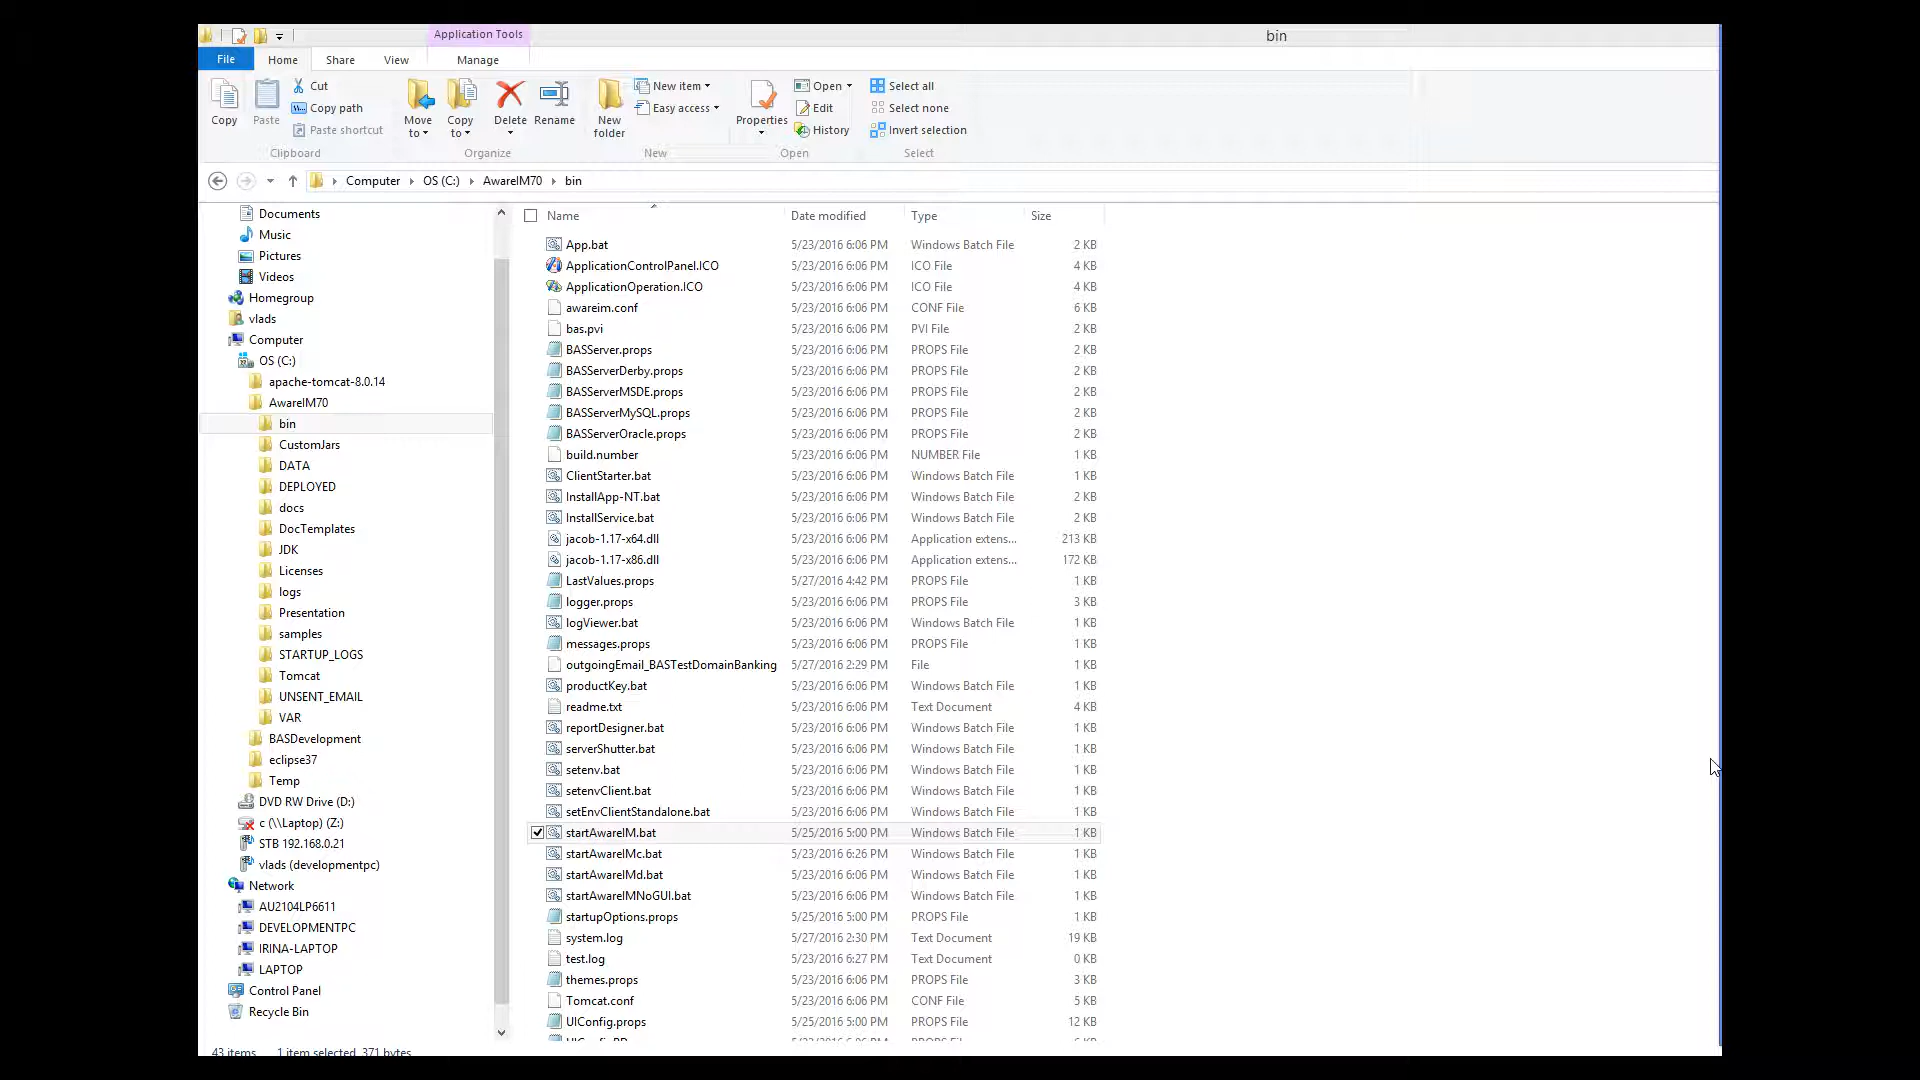 Application Tools
bin
File Home Share View Manage
Copy
Paste
Cut
Copy path
Paste shortcut
Clipboard
Move to
Copy to
Delete
Rename
Organize
New folder
New item
Easy access
New
Properties
Open
Edit
History
Open
Select all
Select none
Invert selection
Select
Computer OS (C:) AwareIM70 bin
Documents
Music
Pictures
Videos
Homegroup
vlads
Computer
OS (C:)
apache-tomcat-8.0.14
AwareIM70
bin
CustomJars
DATA
DEPLOYED
docs
DocTemplates
JDK
Licenses
logs
Presentation
samples
STARTUP_LOGS
Tomcat
UNSENT_EMAIL
VAR
BASDevelopment
eclipse37
Temp
DVD RW Drive (D:)
c (\\Laptop) (Z:)
STB 192.168.0.21
vlads (developmentpc)
Network
AU2104LP6611
DEVELOPMENTPC
IRINA-LAPTOP
LAPTOP
Control Panel
Recycle Bin
Name Date modified Type Size
App.bat 5/23/2016 6:06 PM Windows Batch File 2 KB
ApplicationControlPanel.ICO 5/23/2016 6:06 PM ICO File 4 KB
ApplicationOperation.ICO 5/23/2016 6:06 PM ICO File 4 KB
awareim.conf 5/23/2016 6:06 PM CONF File 6 KB
bas.pvi 5/23/2016 6:06 PM PVI File 2 KB
BASServer.props 5/23/2016 6:06 PM PROPS File 2 KB
BASServerDerby.props 5/23/2016 6:06 PM PROPS File 2 KB
BASServerMSDE.props 5/23/2016 6:06 PM PROPS File 2 KB
BASServerMySQL.props 5/23/2016 6:06 PM PROPS File 2 KB
BASServerOracle.props 5/23/2016 6:06 PM PROPS File 2 KB
build.number 5/23/2016 6:06 PM NUMBER File 1 KB
ClientStarter.bat 5/23/2016 6:06 PM Windows Batch File 1 KB
InstallApp-NT.bat 5/23/2016 6:06 PM Windows Batch File 2 KB
InstallService.bat 5/23/2016 6:06 PM Windows Batch File 2 KB
jacob-1.17-x64.dll 5/23/2016 6:06 PM Application extens... 213 KB
jacob-1.17-x86.dll 5/23/2016 6:06 PM Application extens... 172 KB
LastValues.props 5/27/2016 4:42 PM PROPS File 1 KB
logger.props 5/23/2016 6:06 PM PROPS File 3 KB
logViewer.bat 5/23/2016 6:06 PM Windows Batch File 1 KB
messages.props 5/23/2016 6:06 PM PROPS File 1 KB
outgoingEmail_BASTestDomainBanking 5/27/2016 2:29 PM File 1 KB
productKey.bat 5/23/2016 6:06 PM Windows Batch File 1 KB
readme.txt 5/23/2016 6:06 PM Text Document 4 KB
reportDesigner.bat 5/23/2016 6:06 PM Windows Batch File 1 KB
serverShutter.bat 5/23/2016 6:06 PM Windows Batch File 1 KB
setenv.bat 5/23/2016 6:06 PM Windows Batch File 1 KB
setenvClient.bat 5/23/2016 6:06 PM Windows Batch File 1 KB
setEnvClientStandalone.bat 5/23/2016 6:06 PM Windows Batch File 1 KB
startAwareIM.bat 5/25/2016 5:00 PM Windows Batch File 1 KB
startAwareIMc.bat 5/23/2016 6:26 PM Windows Batch File 1 KB
startAwareIMd.bat 5/23/2016 6:06 PM Windows Batch File 1 KB
startAwareIMNoGUI.bat 5/23/2016 6:06 PM Windows Batch File 1 KB
startupOptions.props 5/25/2016 5:00 PM PROPS File 1 KB
system.log 5/27/2016 2:30 PM Text Document 19 KB
test.log 5/23/2016 6:27 PM Text Document 0 KB
themes.props 5/23/2016 6:06 PM PROPS File 3 KB
Tomcat.conf 5/23/2016 6:06 PM CONF File 5 KB
UIConfig.props 5/25/2016 5:00 PM PROPS File 12 KB
43 items 1 item selected 371 bytes